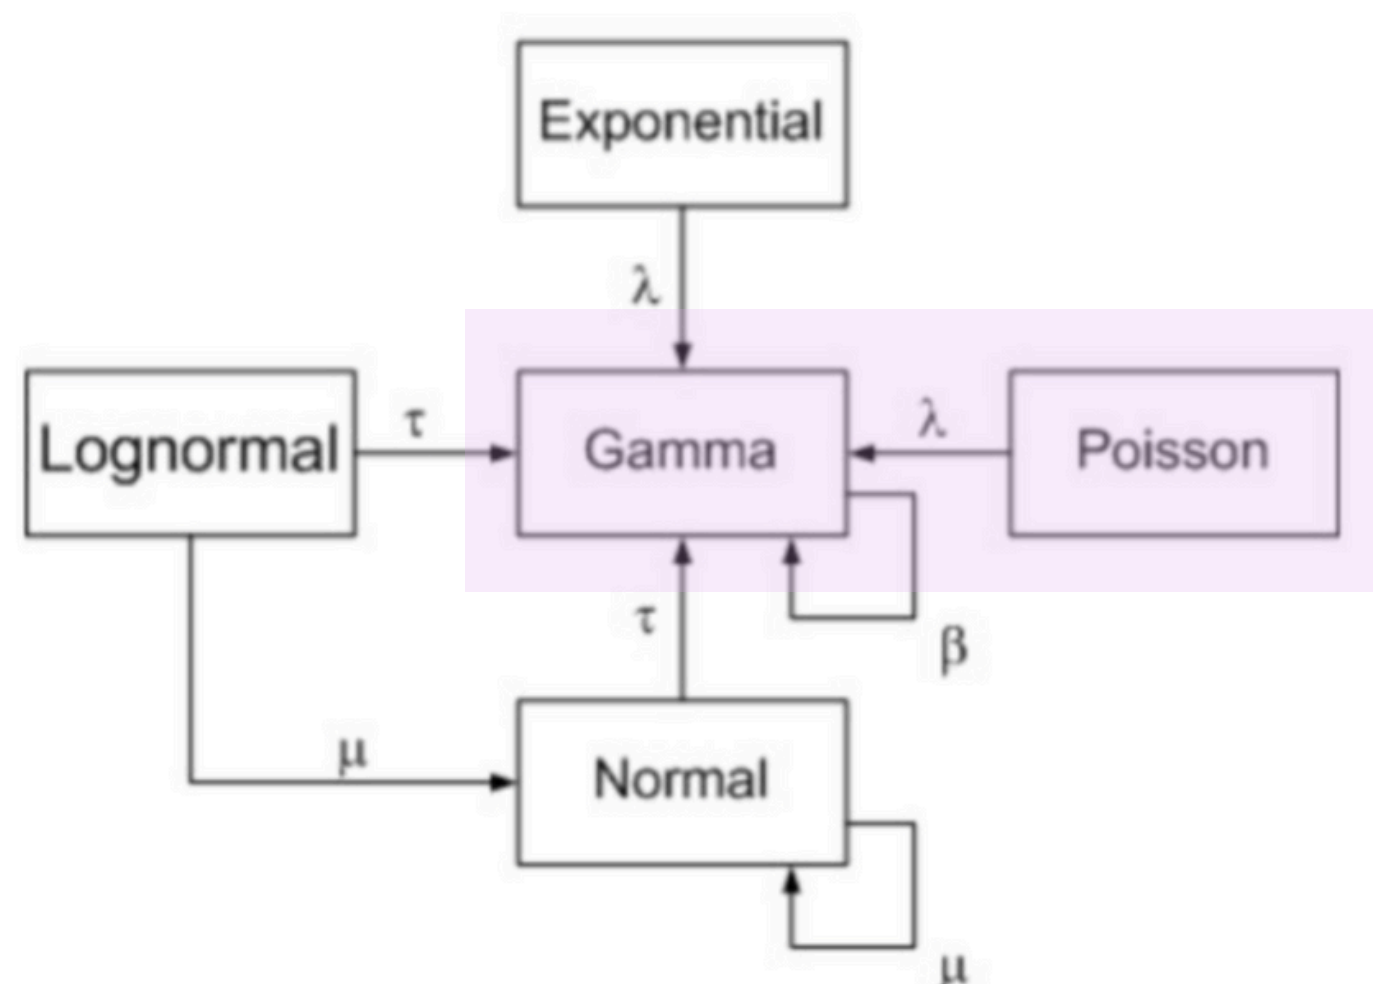 Exponential
λ
Lognormal
τ
Gamma
λ
Poisson
τ
β
μ
Normal
μ